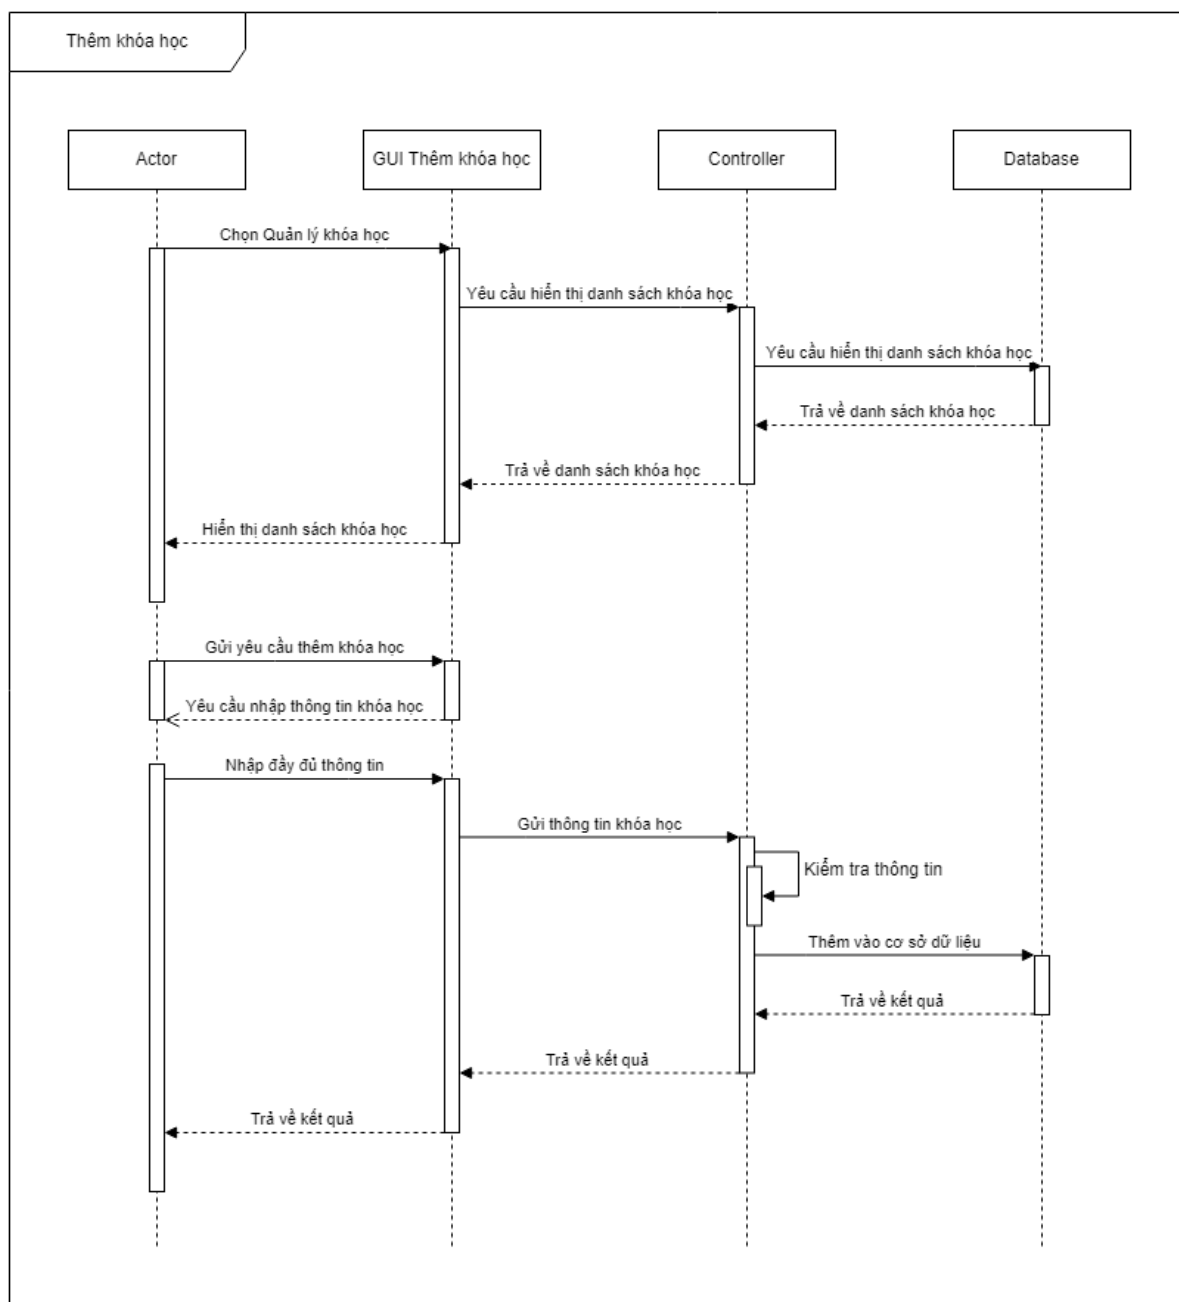 Thêm khóa học
Actor
GUI Thêm khóa học
Controller
Database
Chọn Quản lý khóa học
Yêu cầu hiển thị danh sách khóa học
Yêu cầu hiển thị danh sách khóa học
Trả về danh sách khóa học
Trả về danh sách khóa học
Hiển thị danh sách khóa học
Gửi yêu cầu thêm khóa học
Yêu cầu nhập thông tin khóa học
Nhập đầy đủ thông tin
Gửi thông tin khóa học
Kiểm tra thông tin
Thêm vào cơ sở dữ liệu
Trả về kết quả
Trả về kết quả
Trả về kết quả